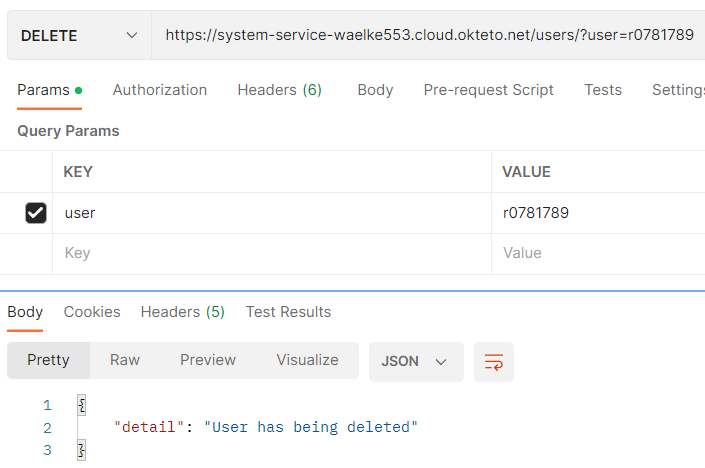 DELETE https://system-service-waelke553.cloud.okteto.net/users/?user=r0781789
Params Authorization Headers (6) Body Pre-request Script Tests Settings
Query Params
KEY VALUE
user r0781789
Key Value
Body Cookies Headers (5) Test Results
Pretty Raw Preview Visualize JSON
1 {
2 "detail": "User has being deleted"
3 }